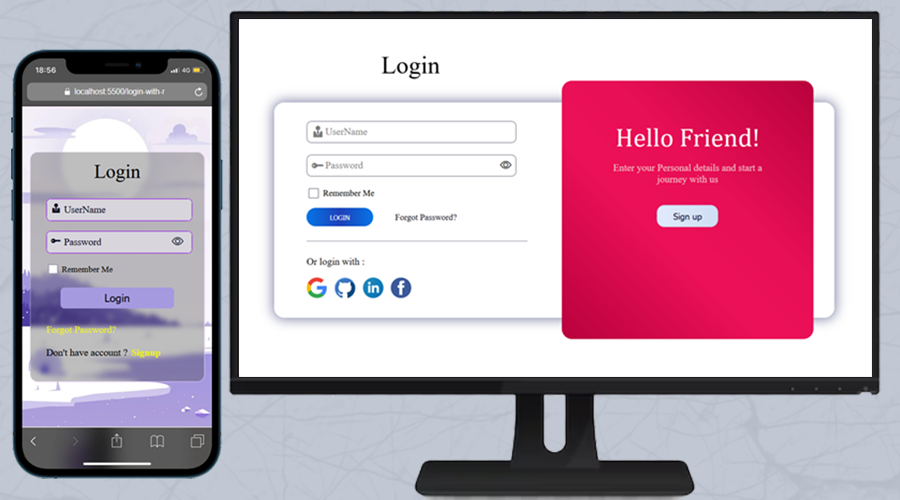 18:56
4G
localhost:5500/login-with-r
Login
UserName
Password
Remember Me
Login
Forgot Password?
Don't have account ? Signup
Login
UserName
Password
Remember Me
LOGIN
Forgot Password?
Or login with :
Hello Friend!
Enter your Personal details and start a
journey with us
Sign up